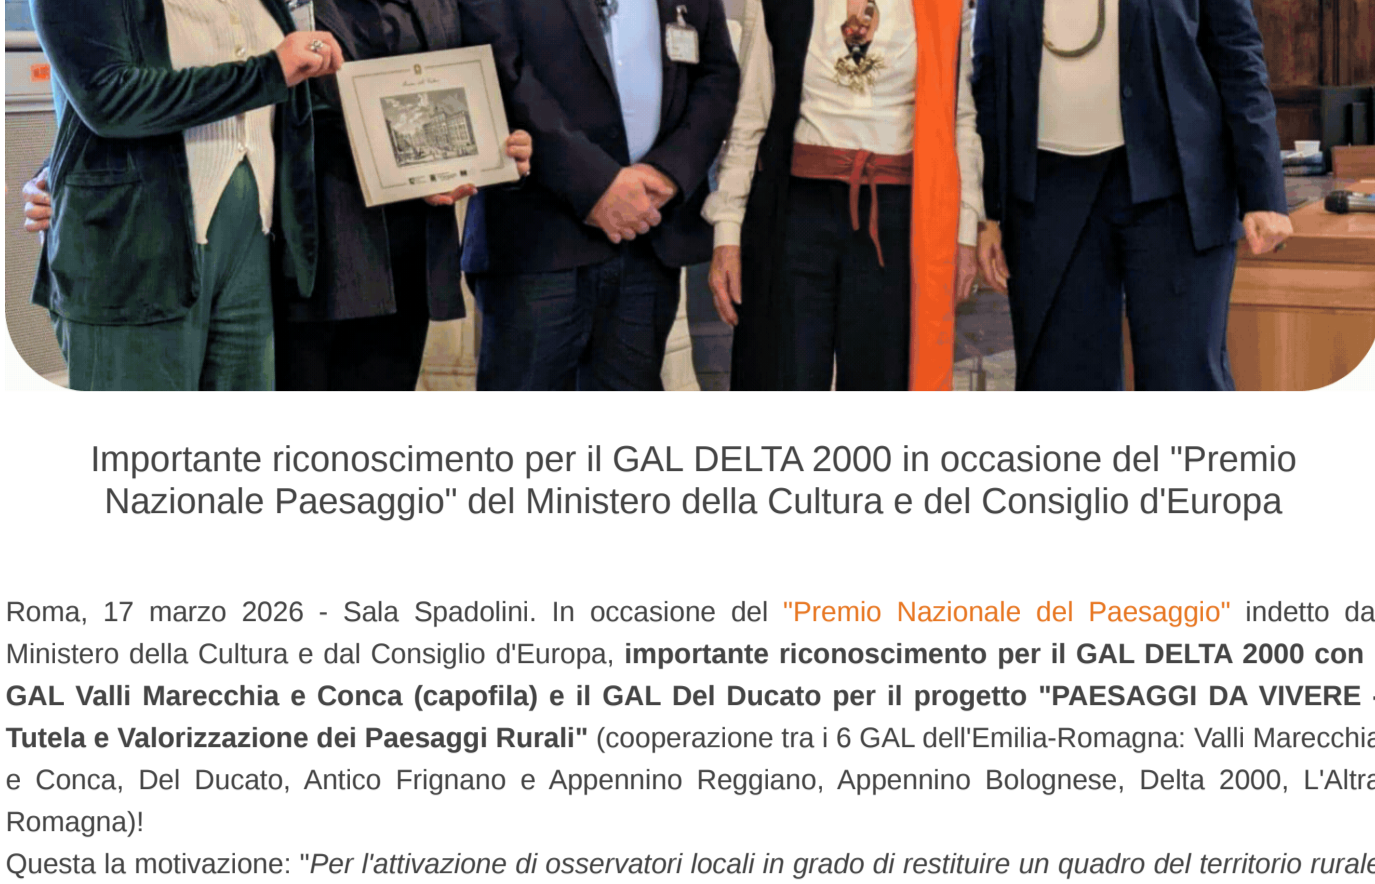 Importante riconoscimento per il GAL DELTA 2000 in occasione del "Premio
Nazionale Paesaggio" del Ministero della Cultura e del Consiglio d'Europa
Roma, 17 marzo 2026 - Sala Spadolini. In occasione del "Premio Nazionale del Paesaggio" indetto da
Ministero della Cultura e dal Consiglio d'Europa, importante riconoscimento per il GAL DELTA 2000 con
GAL Valli Marecchia e Conca (capofila) e il GAL Del Ducato per il progetto "PAESAGGI DA VIVERE -
Tutela e Valorizzazione dei Paesaggi Rurali" (cooperazione tra i 6 GAL dell'Emilia-Romagna: Valli Marecchia
e Conca, Del Ducato, Antico Frignano e Appennino Reggiano, Appennino Bolognese, Delta 2000, L'Altra
Romagna)!
Questa la motivazione: "Per l'attivazione di osservatori locali in grado di restituire un quadro del territorio rurale